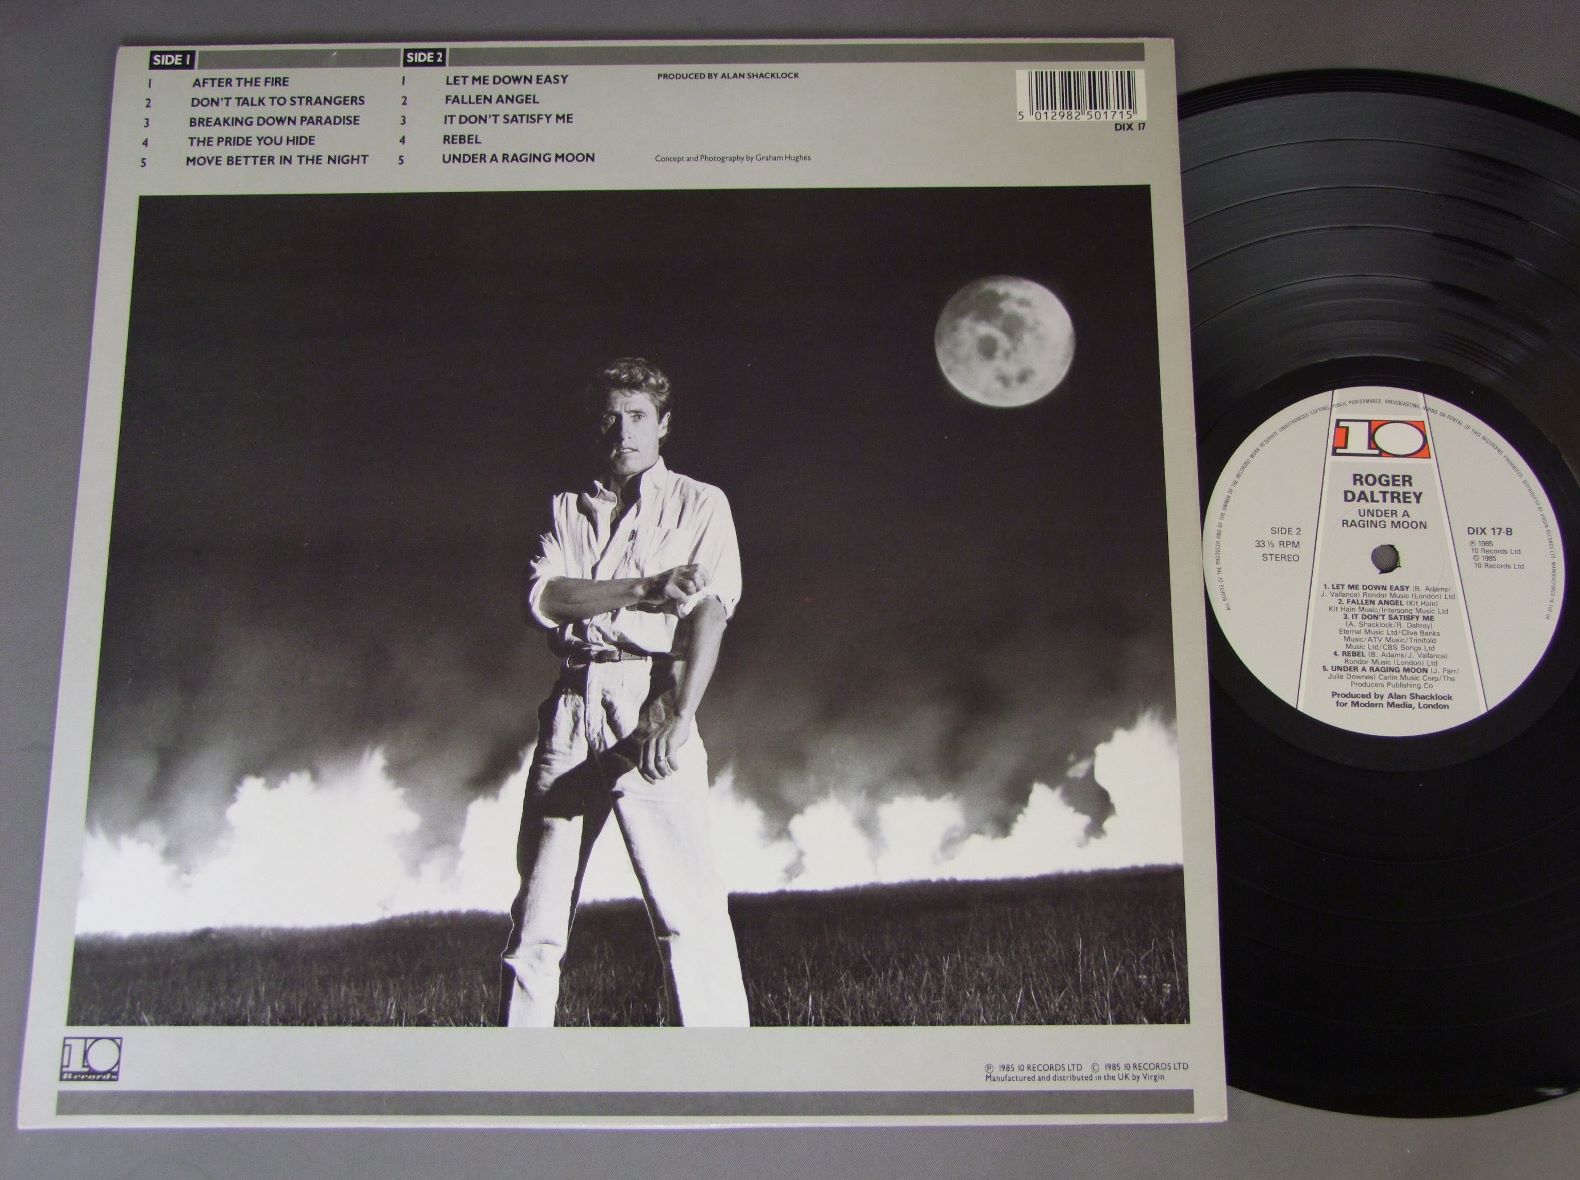 SIDE 1
1 AFTER THE FIRE
2 DON'T TALK TO STRANGERS
3 BREAKING DOWN PARADISE
4 THE PRIDE YOU HIDE
5 MOVE BETTER IN THE NIGHT
SIDE 2
1 LET ME DOWN EASY
2 FALLEN ANGEL
3 IT DON'T SATISFY ME
4 REBEL
5 UNDER A RAGING MOON
PRODUCED BY ALAN SHACKLOCK
Concept and Photography by Graham Hughes
5 012982 501715
DIX 17
10
Records
℗ 1985 10 RECORDS LTD © 1985 10 RECORDS LTD
Manufactured and distributed in the UK by Virgin
10
ROGER
DALTREY
UNDER A
RAGING MOON
SIDE 2
33⅓ RPM
STEREO
DIX 17-B
℗ 1985
10 Records Ltd
© 1985
10 Records Ltd
1. LET ME DOWN EASY (B. Adams/
J. Vallance) Rondor Music (London) Ltd
2. FALLEN ANGEL (Kit Hain)
Kit Hain Music/Intersong Music Ltd
3. IT DON'T SATISFY ME
(A. Shacklock/R. Daltrey)
Eternal Music Ltd/Clive Banks
Music/ATV Music/Trinifold
Music Ltd/CBS Songs Ltd
4. REBEL (B. Adams/J. Vallance)
Rondor Music (London) Ltd
5. UNDER A RAGING MOON (J. Parr/
Julia Downes) Carlin Music Corp/The
Producers Publishing Co
Produced by Alan Shacklock
for Modern Media, London